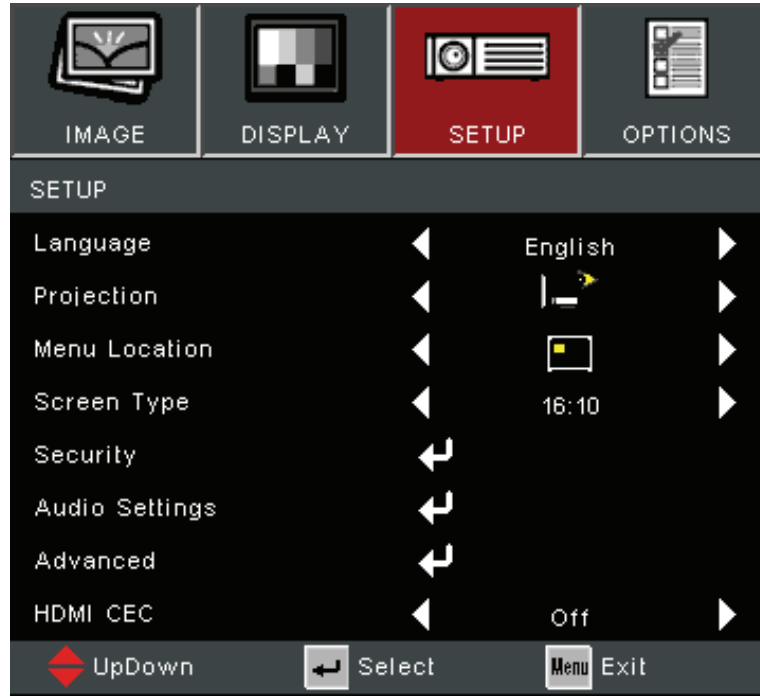 IMAGE DISPLAY SETUP OPTIONS
SETUP
Language English
Projection
Menu Location
Screen Type 16:10
Security
Audio Settings
Advanced
HDMI CEC Off
UpDown Select Menu Exit